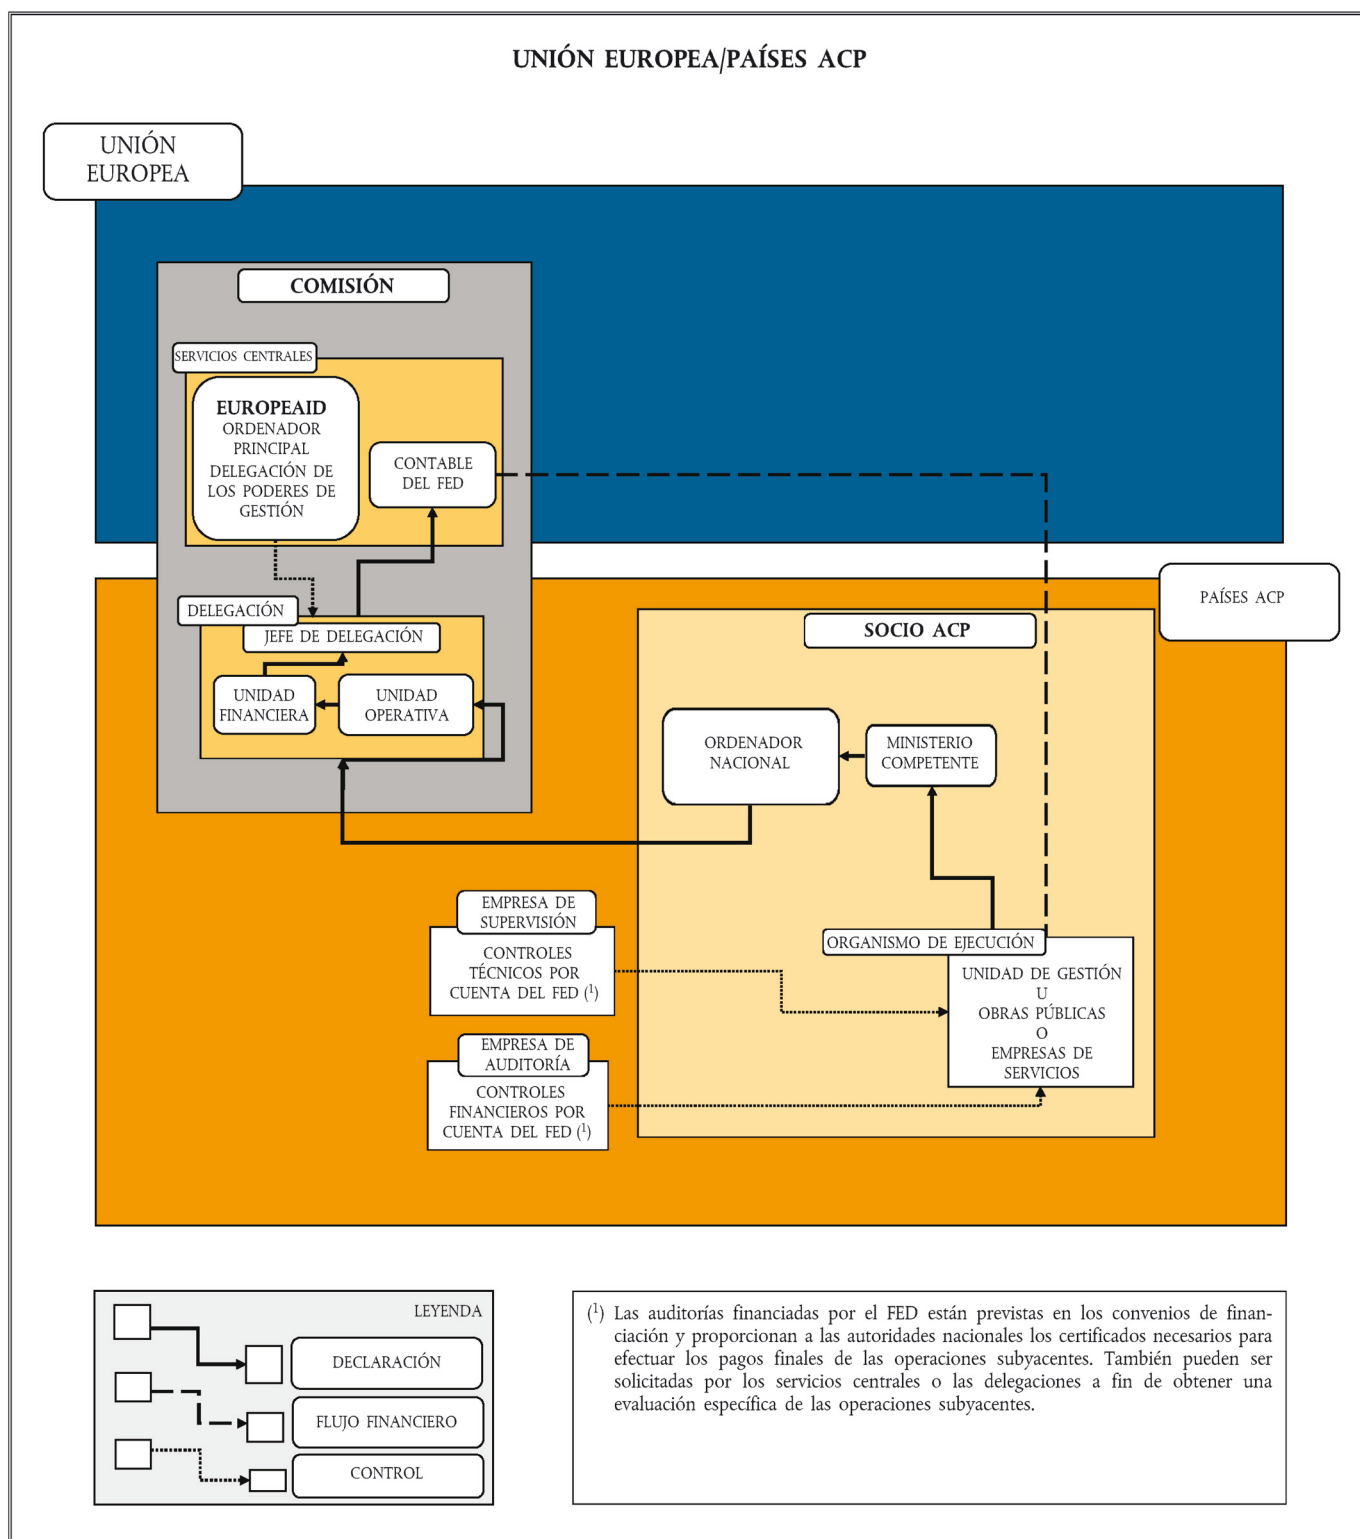 UNIÓN EUROPEA/PAÍSES ACP
UNIÓN
EUROPEA
COMISIÓN
SERVICIOS CENTRALES
EUROPEAID
ORDENADOR
PRINCIPAL
DELEGACIÓN DE
LOS PODERES DE
GESTIÓN
CONTABLE
DEL FED
DELEGACIÓN
JEFE DE DELEGACIÓN
UNIDAD
FINANCIERA
UNIDAD
OPERATIVA
PAÍSES ACP
SOCIO ACP
ORDENADOR
NACIONAL
MINISTERIO
COMPETENTE
EMPRESA DE
SUPERVISIÓN
CONTROLES
TÉCNICOS POR
CUENTA DEL FED (¹)
ORGANISMO DE EJECUCIÓN
UNIDAD DE GESTIÓN
U
OBRAS PÚBLICAS
O
EMPRESAS DE
SERVICIOS
EMPRESA DE
AUDITORÍA
CONTROLES
FINANCIEROS POR
CUENTA DEL FED (¹)
LEYENDA
DECLARACIÓN
FLUJO FINANCIERO
CONTROL
(¹) Las auditorías financiadas por el FED están previstas en los convenios de finan-
ciación y proporcionan a las autoridades nacionales los certificados necesarios para
efectuar los pagos finales de las operaciones subyacentes. También pueden ser
solicitadas por los servicios centrales o las delegaciones a fin de obtener una
evaluación específica de las operaciones subyacentes.